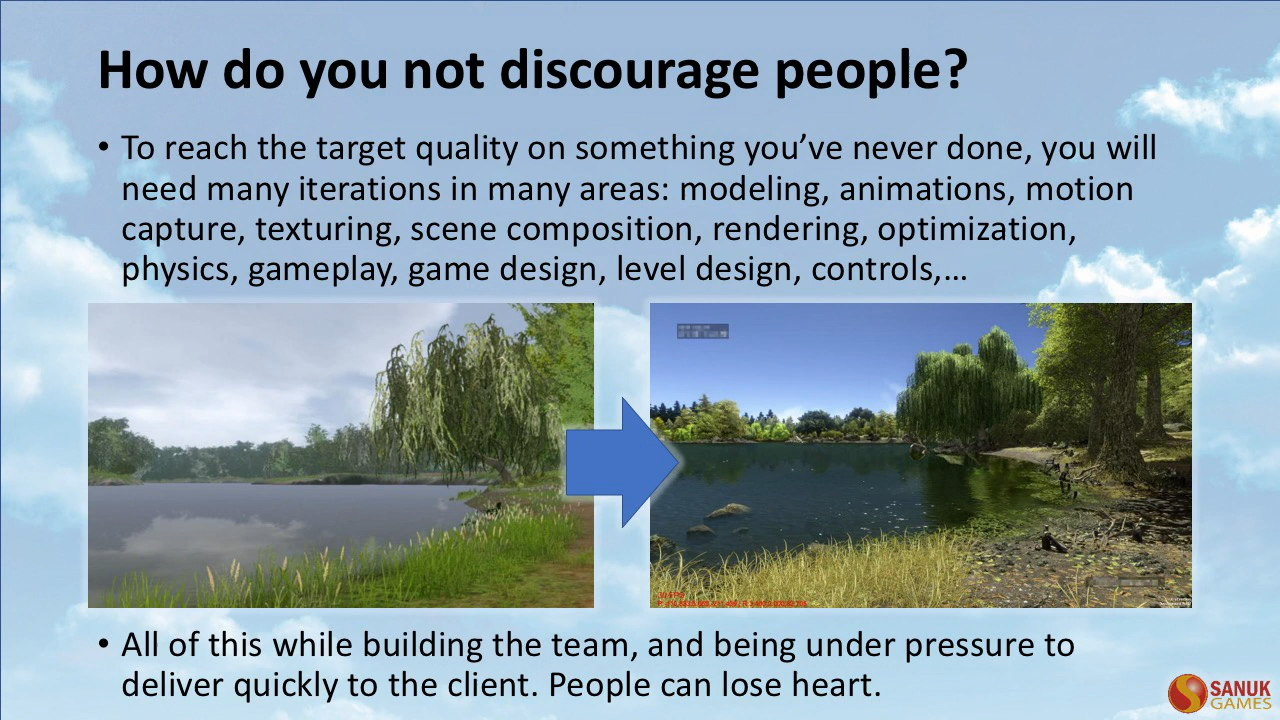 How do you not discourage people?
• To reach the target quality on something you’ve never done, you will
need many iterations in many areas: modeling, animations, motion
capture, texturing, scene composition, rendering, optimization,
physics, gameplay, game design, level design, controls,…
• All of this while building the team, and being under pressure to
deliver quickly to the client. People can lose heart.
SANUK
GAMES